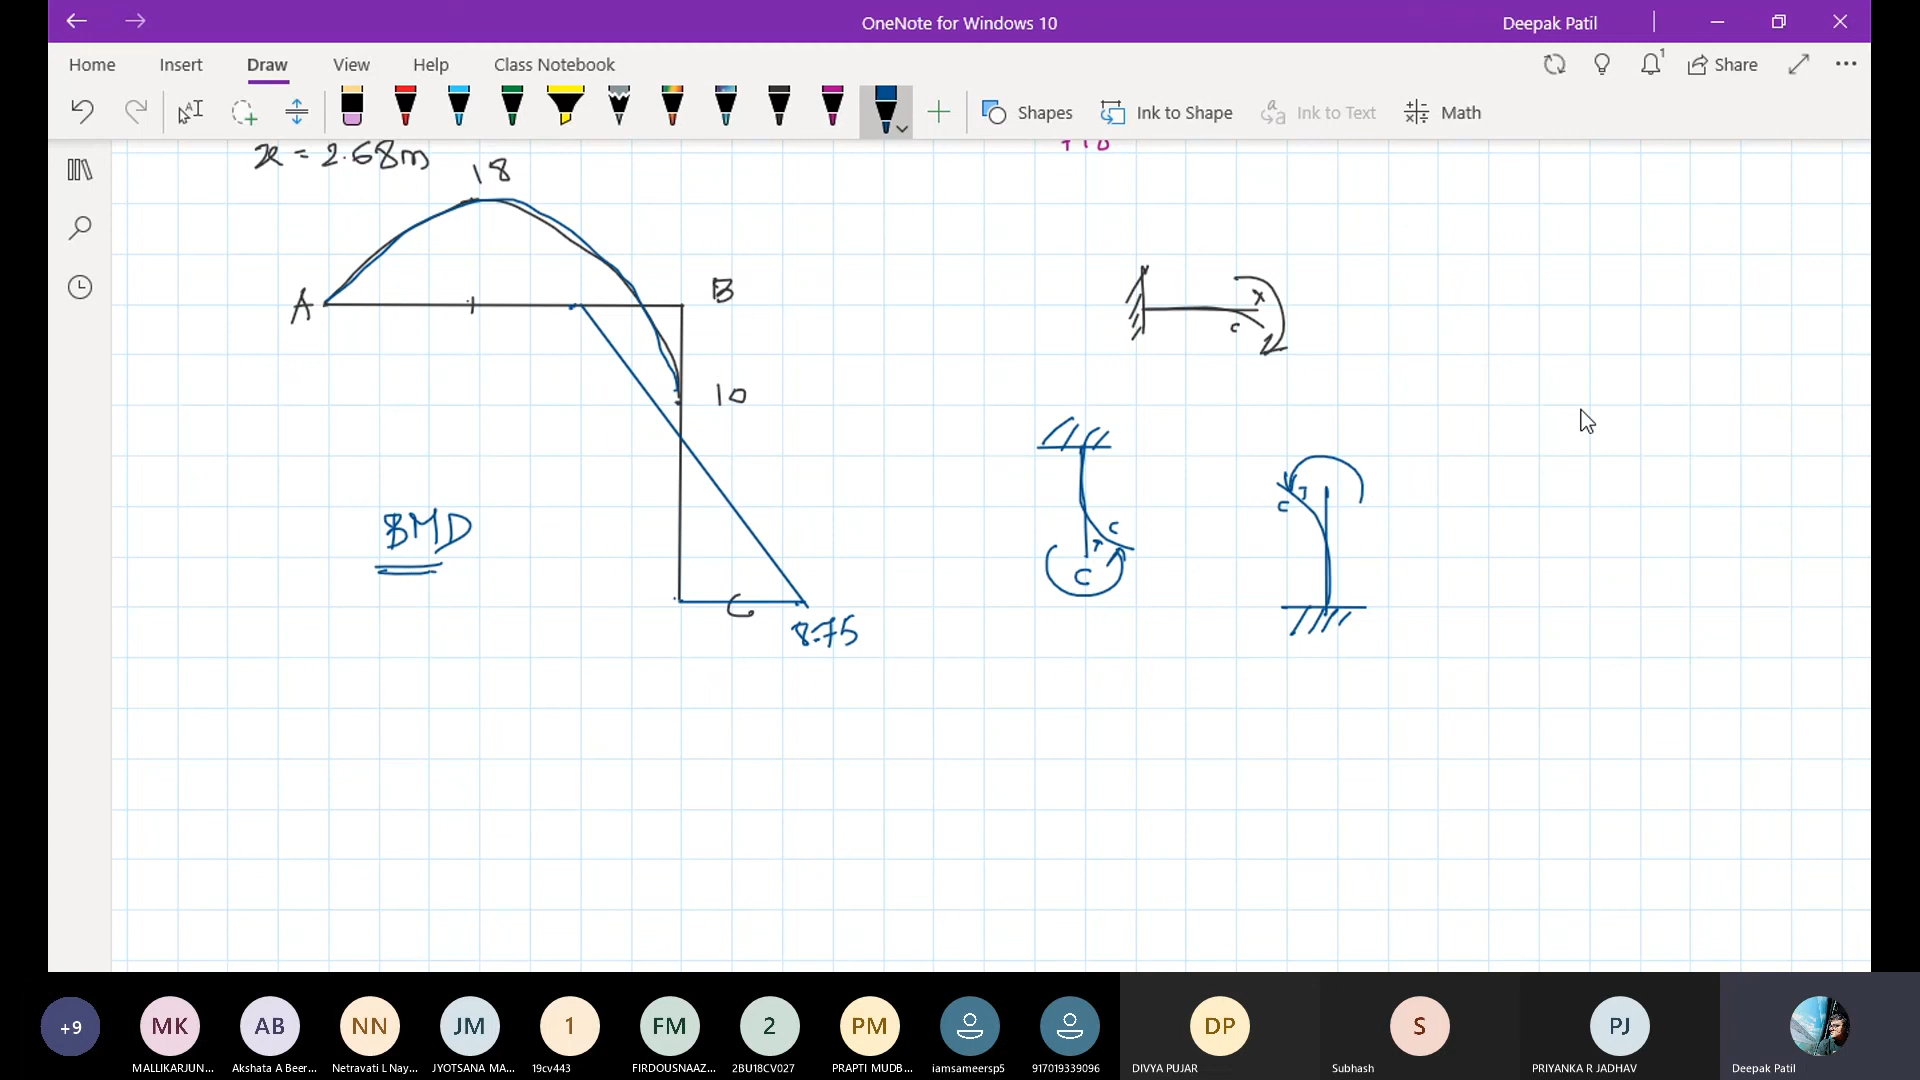 OneNote for Windows 10
Deepak Patil
Home Insert Draw View Help Class Notebook
1 Share
Shapes Ink to Shape Ink to Text Math
x = 2.68m
+10
18
A
B
10
BMD
C
8.75
x
c
c
T
C
T
c
+9
MK
AB
NN
JM
1
FM
2
PM
DP
S
PJ
MALLIKARJUN...
Akshata A Beer...
Netravati L Nay...
JYOTSANA MA...
19cv443
FIRDOUSNAAZ...
2BU18CV027
PRAPTI MUDB...
iamsameersp5
917019339096
DIVYA PUJAR
Subhash
PRIYANKA R JADHAV
Deepak Patil